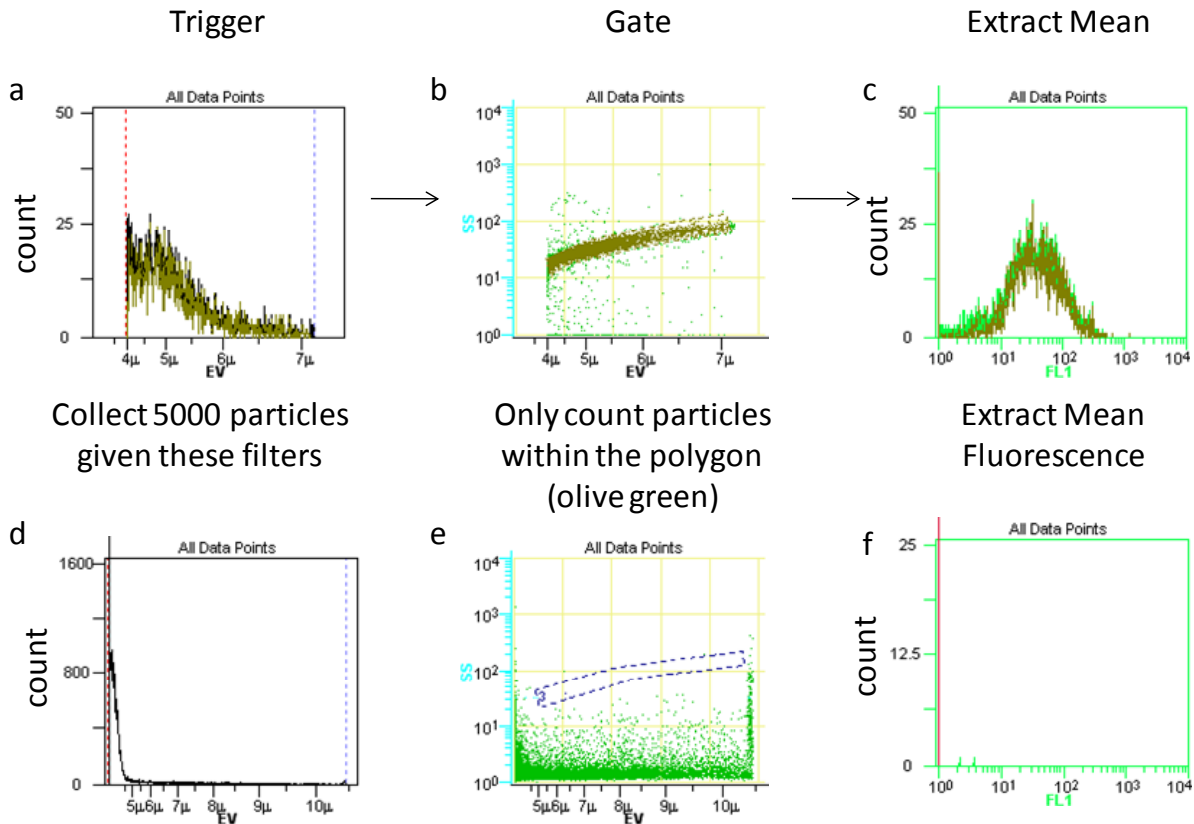 Trigger
Gate
Extract Mean
a
All Data Points
50
25
0
count
4μ 5μ 6μ 7μ
EV
b
All Data Points
10⁴
10³
10²
10¹
10⁰
SS
4μ 5μ 6μ 7μ
EV
c
All Data Points
50
25
0
count
10⁰ 10¹ 10² 10³ 10⁴
FL1
Collect 5000 particles
given these filters
Only count particles
within the polygon
(olive green)
Extract Mean
Fluorescence
d
All Data Points
1600
800
0
count
5μ 6μ 7μ 8μ 9μ 10μ
EV
e
All Data Points
10⁴
10³
10²
10¹
10⁰
SS
5μ 6μ 7μ 8μ 9μ 10μ
EV
f
All Data Points
25
12.5
0
count
10⁰ 10¹ 10² 10³ 10⁴
FL1